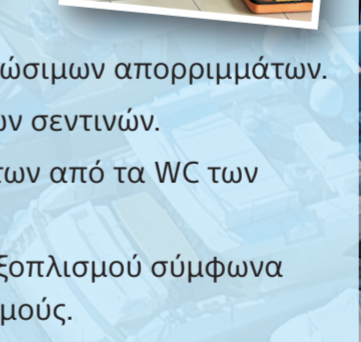 ώσιμων απορριμμάτων.
ων σεντινών.
των από τα WC των
ξοπλισμού σύμφωνα
μούς.